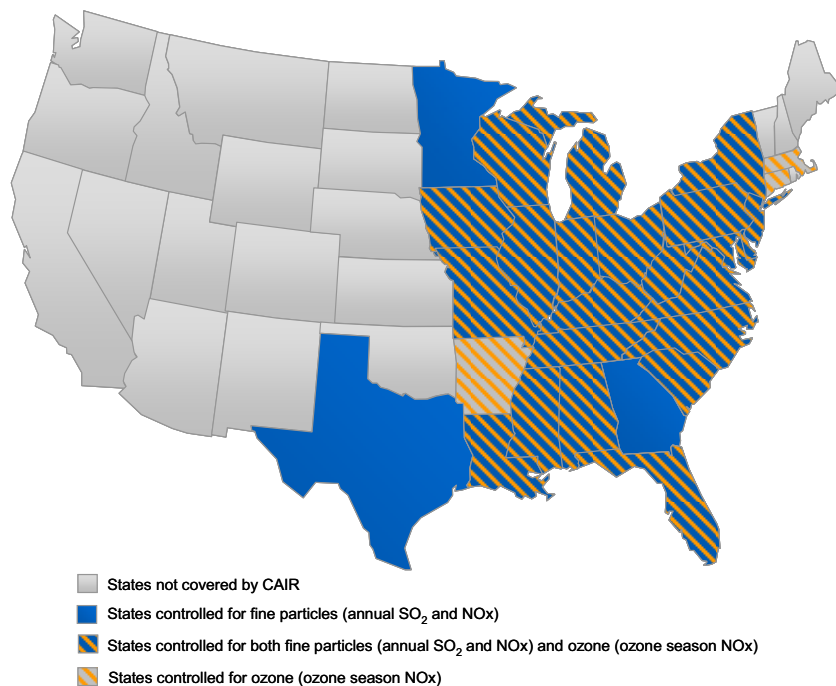 States not covered by CAIR
States controlled for fine particles (annual SO₂ and NOx)
States controlled for both fine particles (annual SO₂ and NOx) and ozone (ozone season NOx)
States controlled for ozone (ozone season NOx)